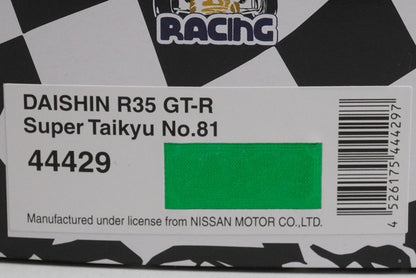 RACING
DAISHIN R35 GT-R
Super Taikyu No.81
44429
Manufactured under license from NISSAN MOTOR CO.,LTD.
4 526175 444297